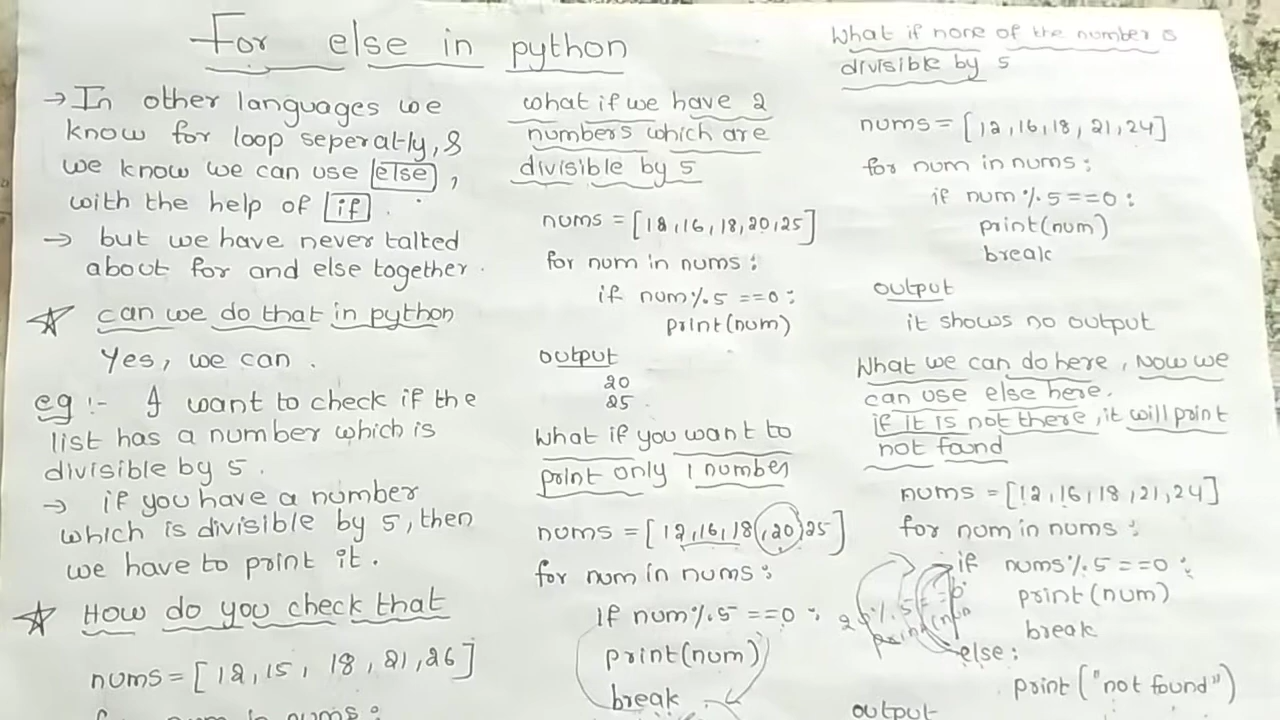 For else in python
→ In other languages we
know for loop seperatly, &
we know we can use else,
with the help of if.
→ but we have never talted
about for and else together.
☆ can we do that in python
Yes, we can.
eg :- I want to check if the
list has a number which is
divisible by 5.
→ if you have a number
which is divisible by 5, then
we have to print it.
☆ How do you check that
nums = [12,15, 18, 21,26]
for num in nums:
what if we have 2
numbers which are
divisible by 5
nums = [12,16,18,20,25]
for num in nums:
if num%5 ==0:
print(num)
output
20
25
What if you want to
print only 1 number
nums = [12,16,18,20,25]
for num in nums:
If num%5 ==0:
print(num)
break
What if none of the number is
divisible by 5
nums = [12,16,18,21,24]
for num in nums:
if num%5==0:
print(num)
break
output
it shows no output
What we can do here, Now we
can use else here.
if it is not there, it will print
not found
nums = [12,16,18,21,24]
for num in nums:
if nums%5==0:
print(num)
break
else:
print("not found")
output